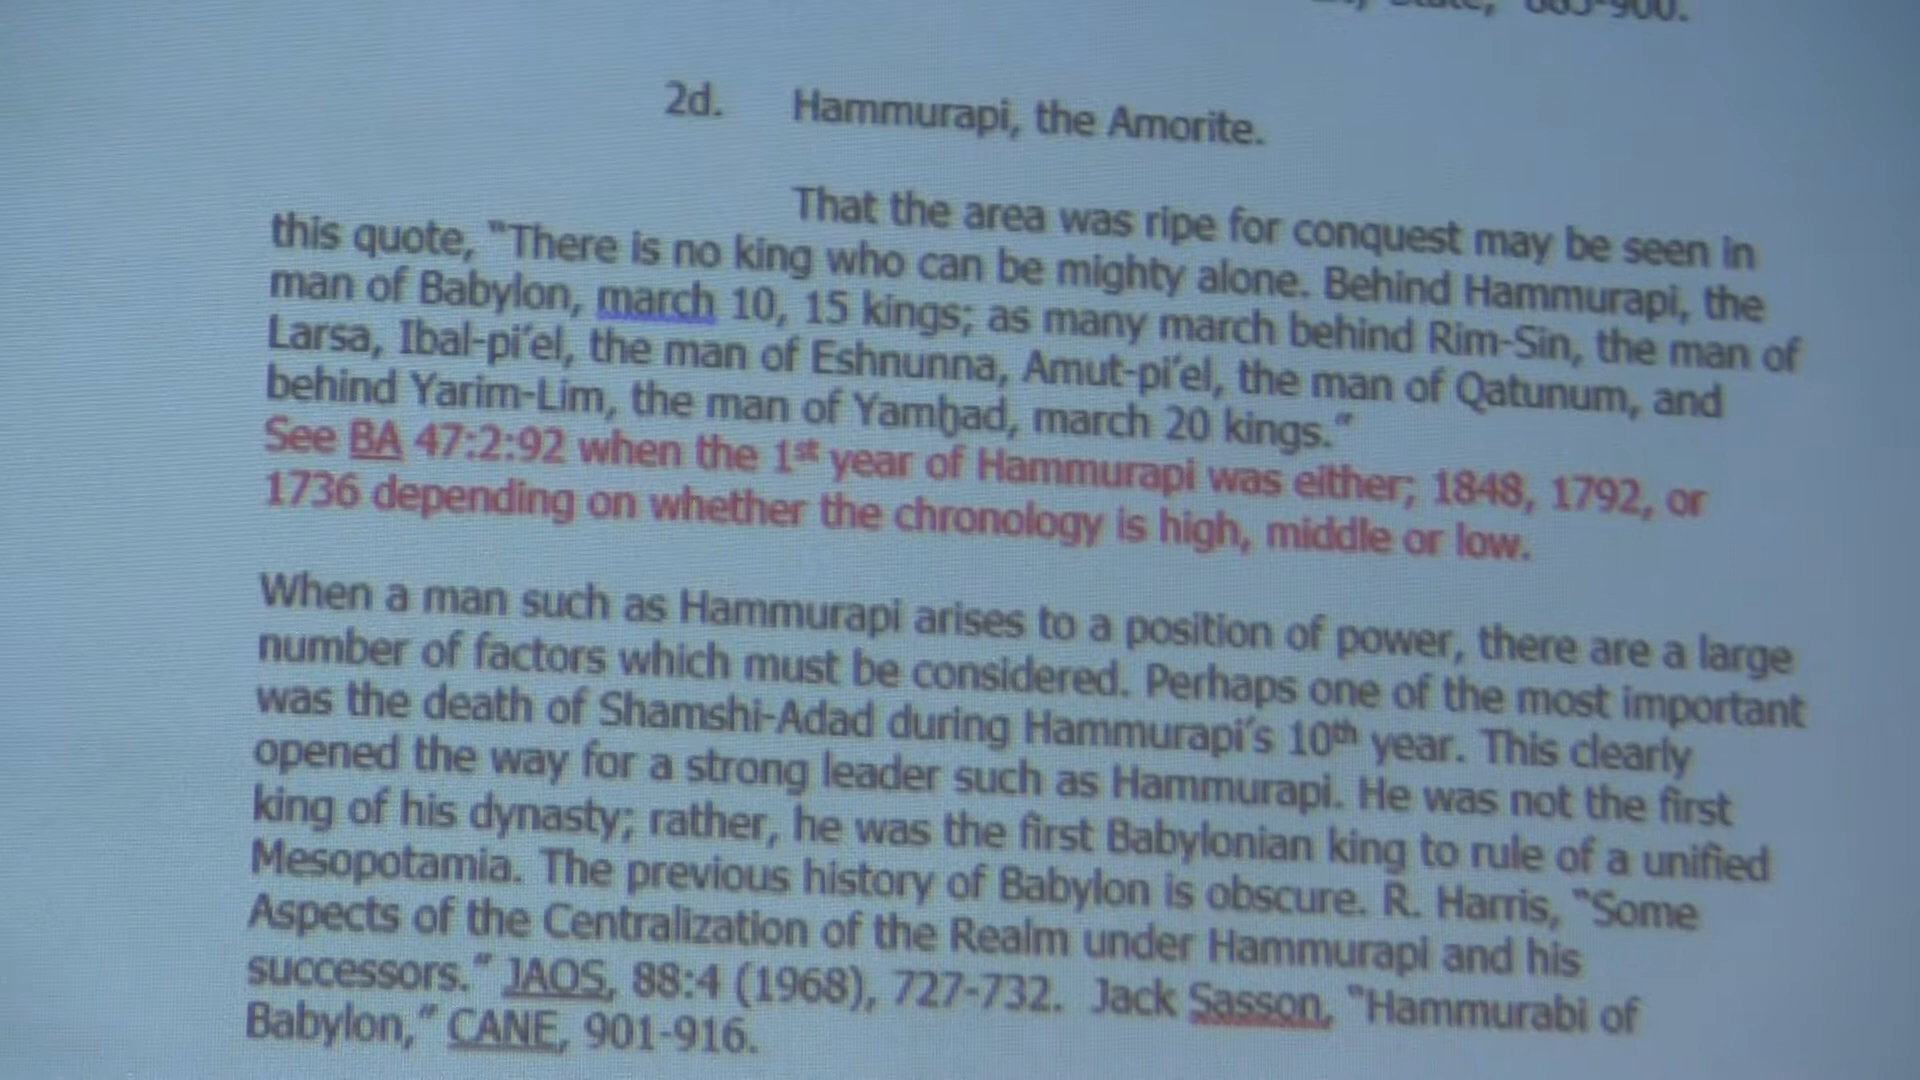 State, 885-900.
2d. Hammurapi, the Amorite.
That the area was ripe for conquest may be seen in
this quote, "There is no king who can be mighty alone. Behind Hammurapi, the
man of Babylon, march 10, 15 kings; as many march behind Rim-Sin, the man of
Larsa, Ibal-pi'el, the man of Eshnunna, Amut-pi'el, the man of Qatunum, and
behind Yarim-Lim, the man of Yamḫad, march 20 kings."
See BA 47:2:92 when the 1st year of Hammurapi was either; 1848, 1792, or
1736 depending on whether the chronology is high, middle or low.
When a man such as Hammurapi arises to a position of power, there are a large
number of factors which must be considered. Perhaps one of the most important
was the death of Shamshi-Adad during Hammurapi's 10th year. This clearly
opened the way for a strong leader such as Hammurapi. He was not the first
king of his dynasty; rather, he was the first Babylonian king to rule of a unified
Mesopotamia. The previous history of Babylon is obscure. R. Harris, "Some
Aspects of the Centralization of the Realm under Hammurapi and his
successors." JAOS, 88:4 (1968), 727-732. Jack Sasson, "Hammurabi of
Babylon," CANE, 901-916.